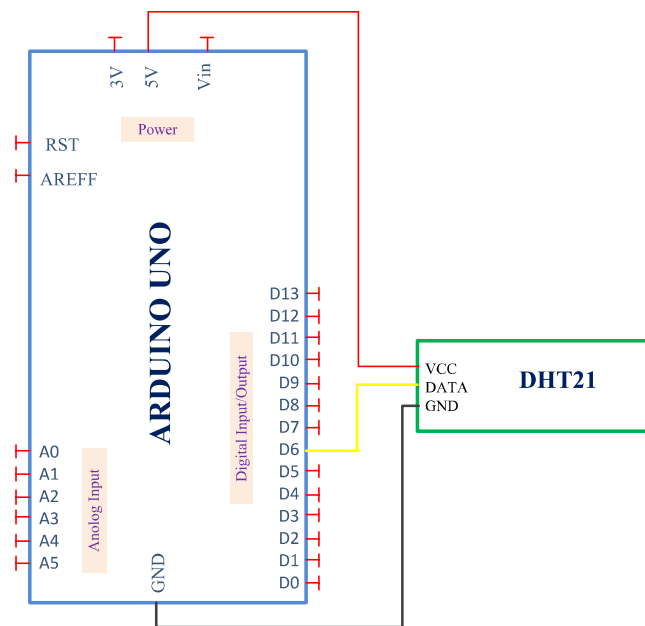 3V
5V
Vin
Power
RST
AREFF
ARDUINO UNO
D13
D12
D11
D10
D9
D8
D7
D6
D5
D4
D3
D2
D1
D0
Digital Input/Output
A0
A1
A2
A3
A4
A5
Anolog Input
GND
VCC
DATA
GND
DHT21